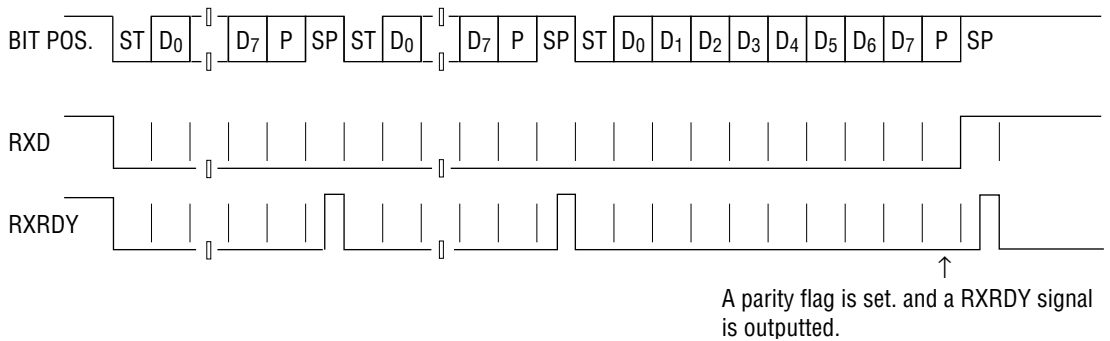 BIT POS. ST D0 D7 P SP ST D0 D7 P SP ST D0 D1 D2 D3 D4 D5 D6 D7 P SP
RXD
RXRDY
A parity flag is set. and a RXRDY signal
is outputted.